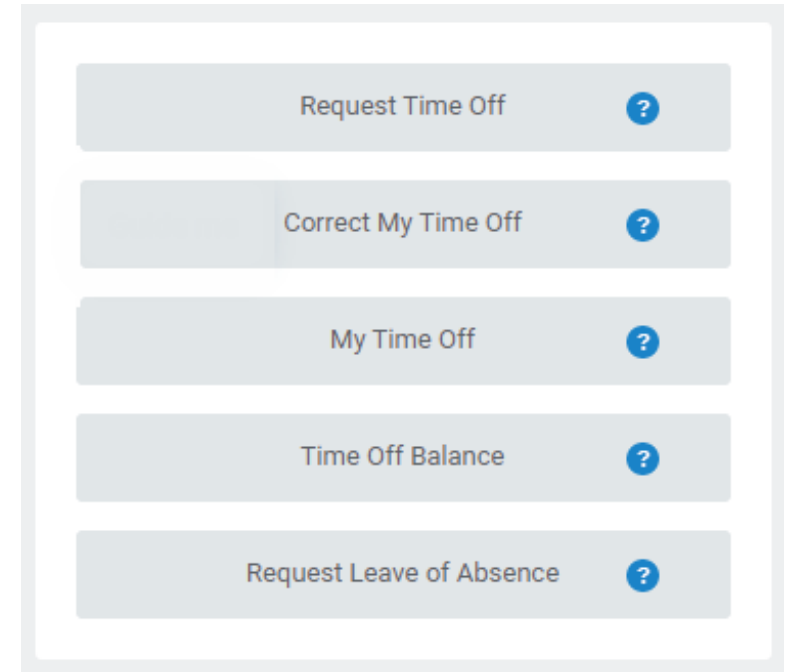 Request Time Off ?
Correct My Time Off ?
My Time Off ?
Time Off Balance ?
Request Leave of Absence ?